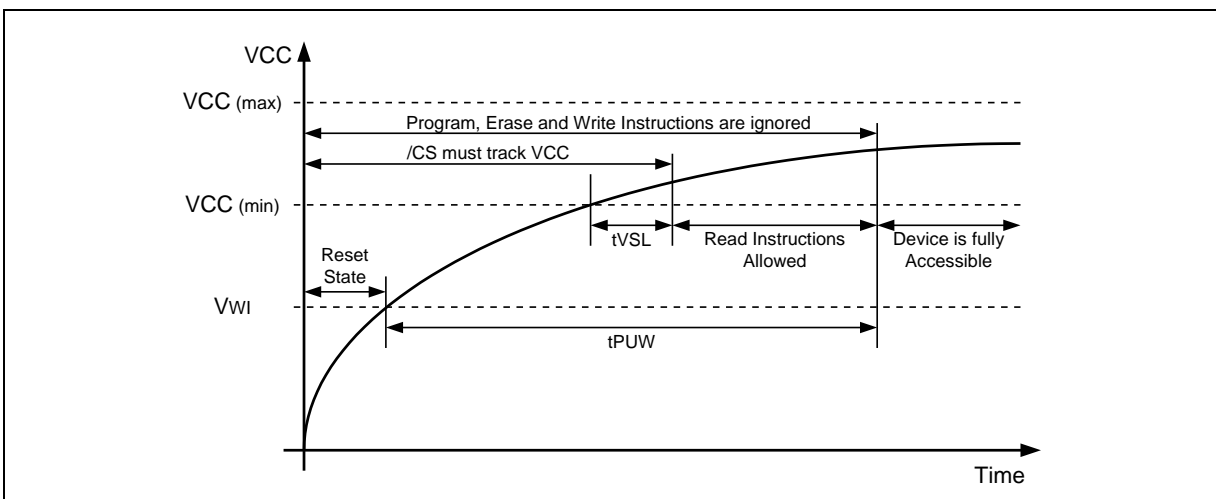 VCC
VCC (max)
Program, Erase and Write Instructions are ignored
/CS must track VCC
VCC (min)
tVSL
Read Instructions
Allowed
Device is fully
Accessible
Reset
State
VWI
tPUW
Time